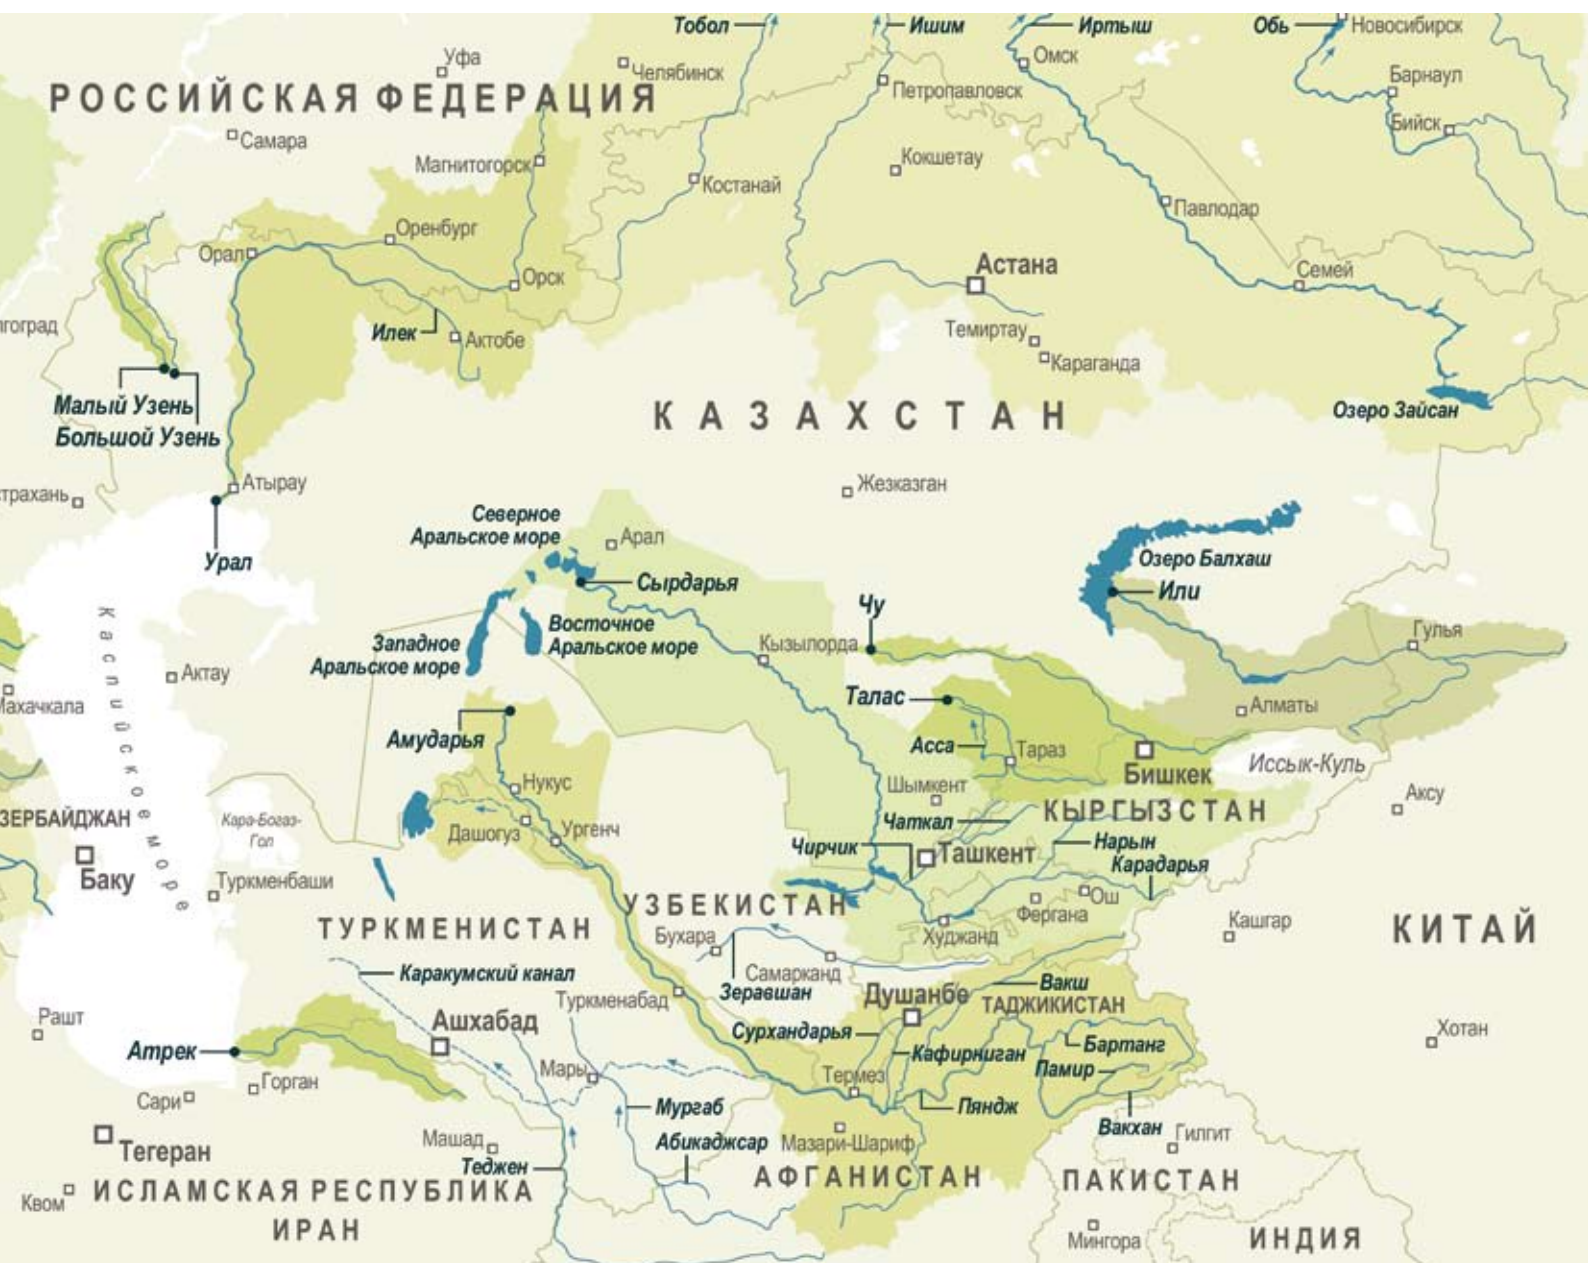 Тобол
Ишим
Иртыш
Обь
Новосибирск
Уфа
Челябинск
Омск
Барнаул
РОССИЙСКАЯ ФЕДЕРАЦИЯ
Петропавловск
Бийск
Самара
Магнитогорск
Кокшетау
Костанай
Павлодар
Оренбург
Орал
Орск
Астана
Семей
лгоград
Илек
Актобе
Темиртау
Караганда
Малый Узень
Большой Узень
КАЗАХСТАН
Озеро Зайсан
Атырау
трахань
Жезказган
Северное
Аральское море
Арал
Урал
Озеро Балхаш
Сырдарья
Или
Чу
Каспийское море
Западное
Аральское море
Восточное
Аральское море
Кызылорда
Гулья
Актау
Махачкала
Талас
Алматы
Амударья
Асса
Тараз
Бишкек
Иссык-Куль
Нукус
Шымкент
Аксу
ЗЕРБАЙДЖАН
Кара-Богаз-
Гол
Дашогуз
Ургенч
Чаткал
КЫРГЫЗСТАН
Чирчик
Ташкент
Нарын
Карадарья
Баку
Туркменбаши
Ош
Фергана
УЗБЕКИСТАН
ТУРКМЕНИСТАН
Бухара
Худжанд
Кашгар
КИТАЙ
Каракумский канал
Самарканд
Зеравшан
Туркменабад
Душанбе
Вакш
ТАДЖИКИСТАН
Рашт
Ашхабад
Сурхандарья
Хотан
Атрек
Кафирниган
Бартанг
Мары
Термез
Памир
Горган
Сари
Мургаб
Пяндж
Тегеран
Машад
Абикаджсар
Мазари-Шариф
Вакхан
Гилгит
Теджен
АФГАНИСТАН
ПАКИСТАН
Квом
ИСЛАМСКАЯ РЕСПУБЛИКА
ИРАН
Мингора
ИНДИЯ